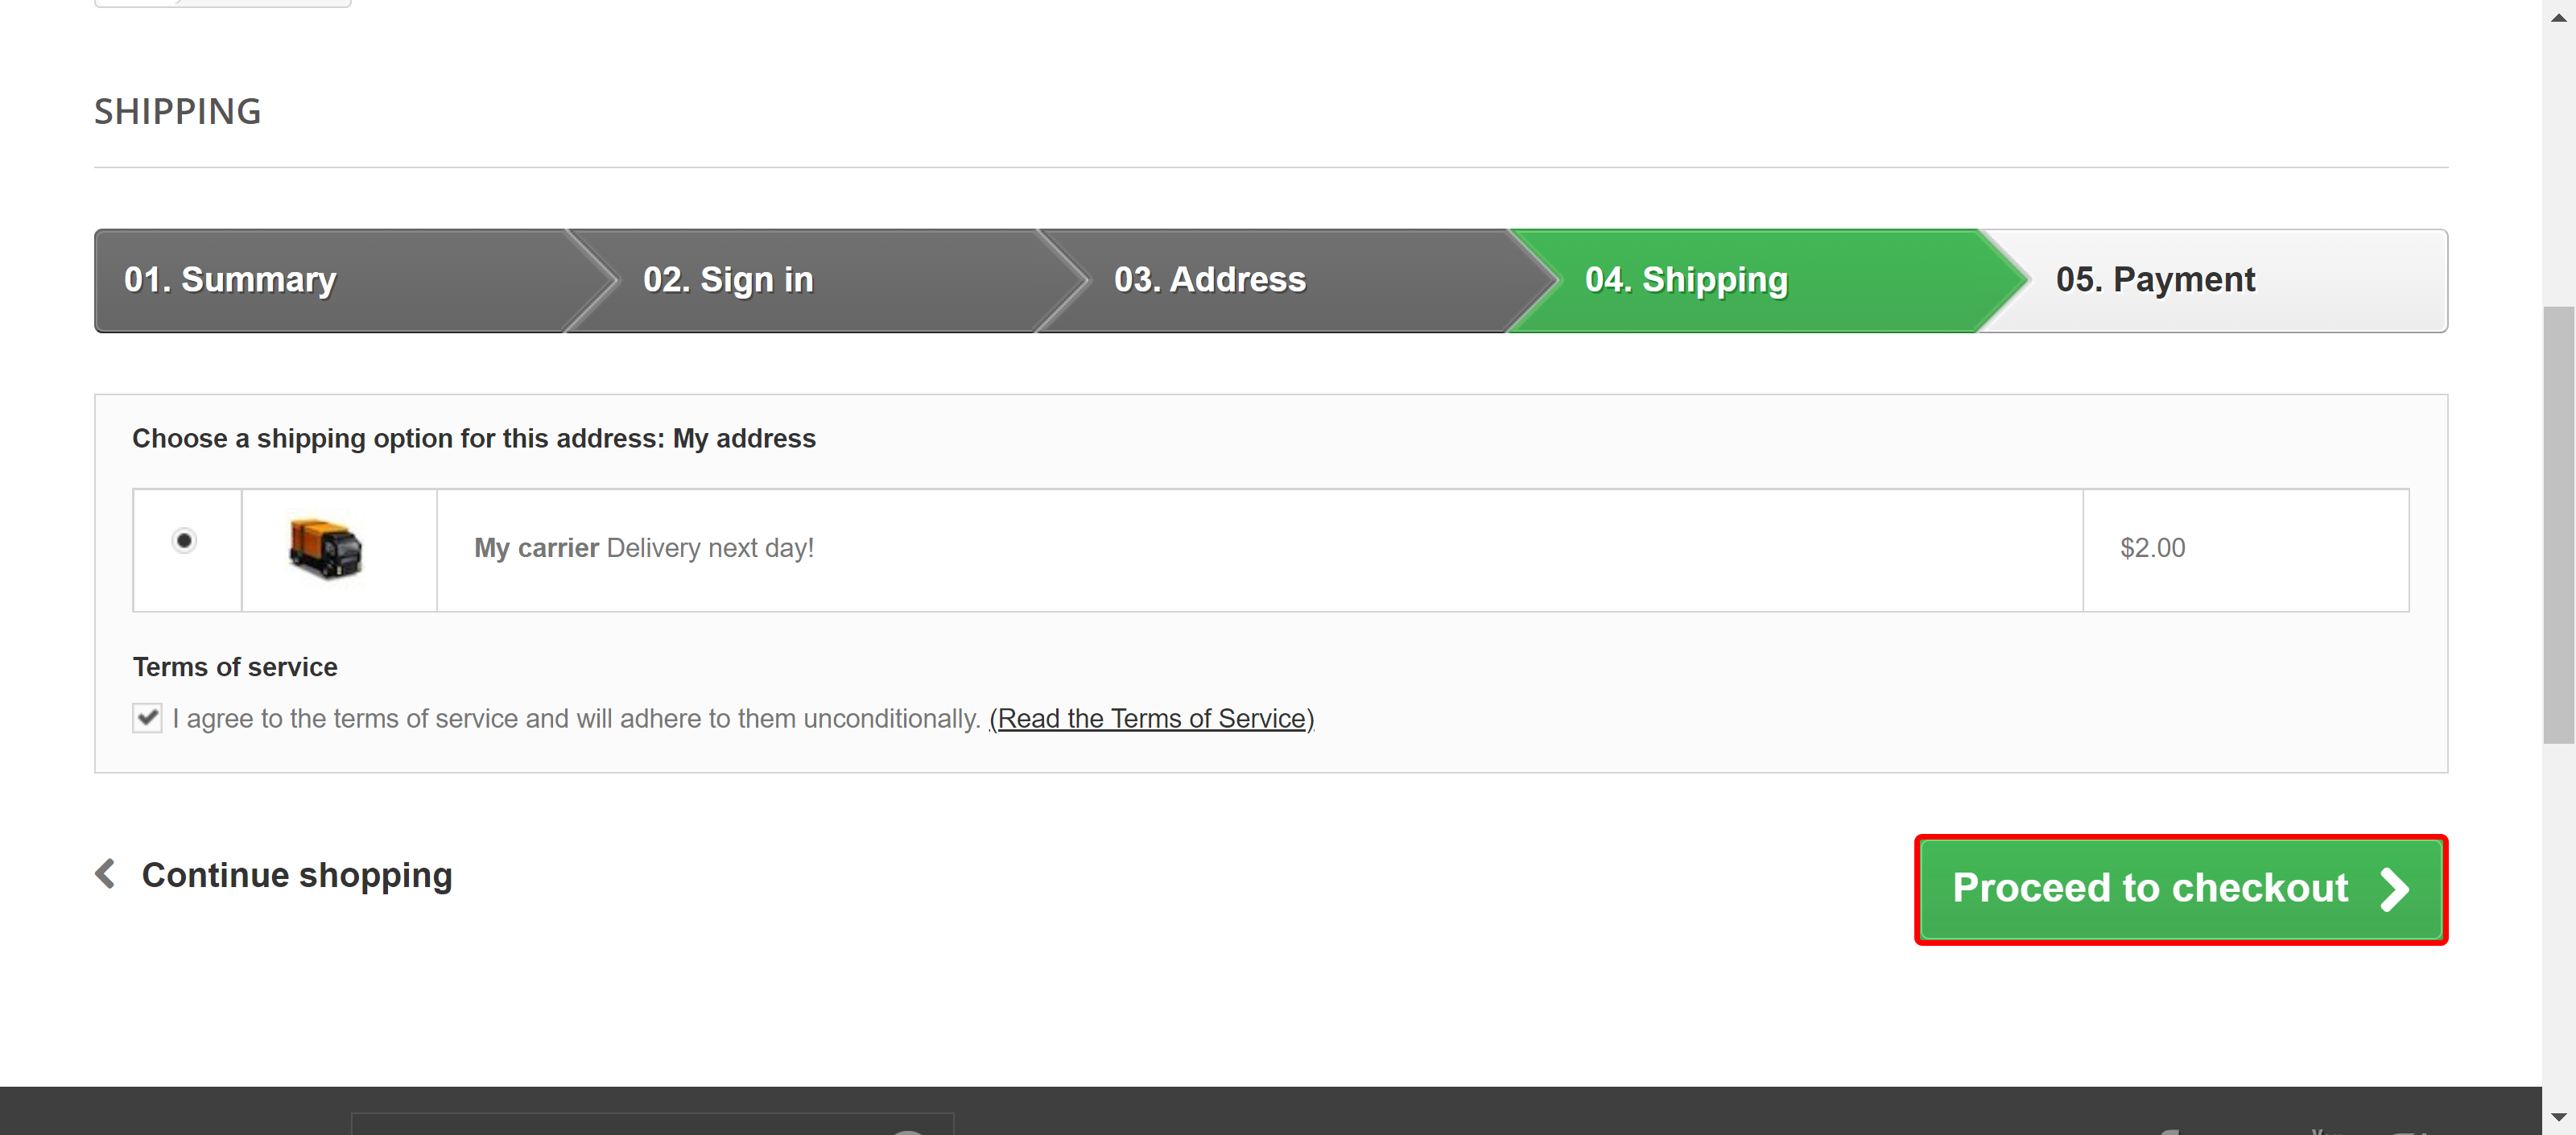 SHIPPING
01. Summary
02. Sign in
03. Address
04. Shipping
05. Payment
Choose a shipping option for this address: My address
My carrier Delivery next day!
$2.00
Terms of service
I agree to the terms of service and will adhere to them unconditionally. (Read the Terms of Service)
Continue shopping
Proceed to checkout